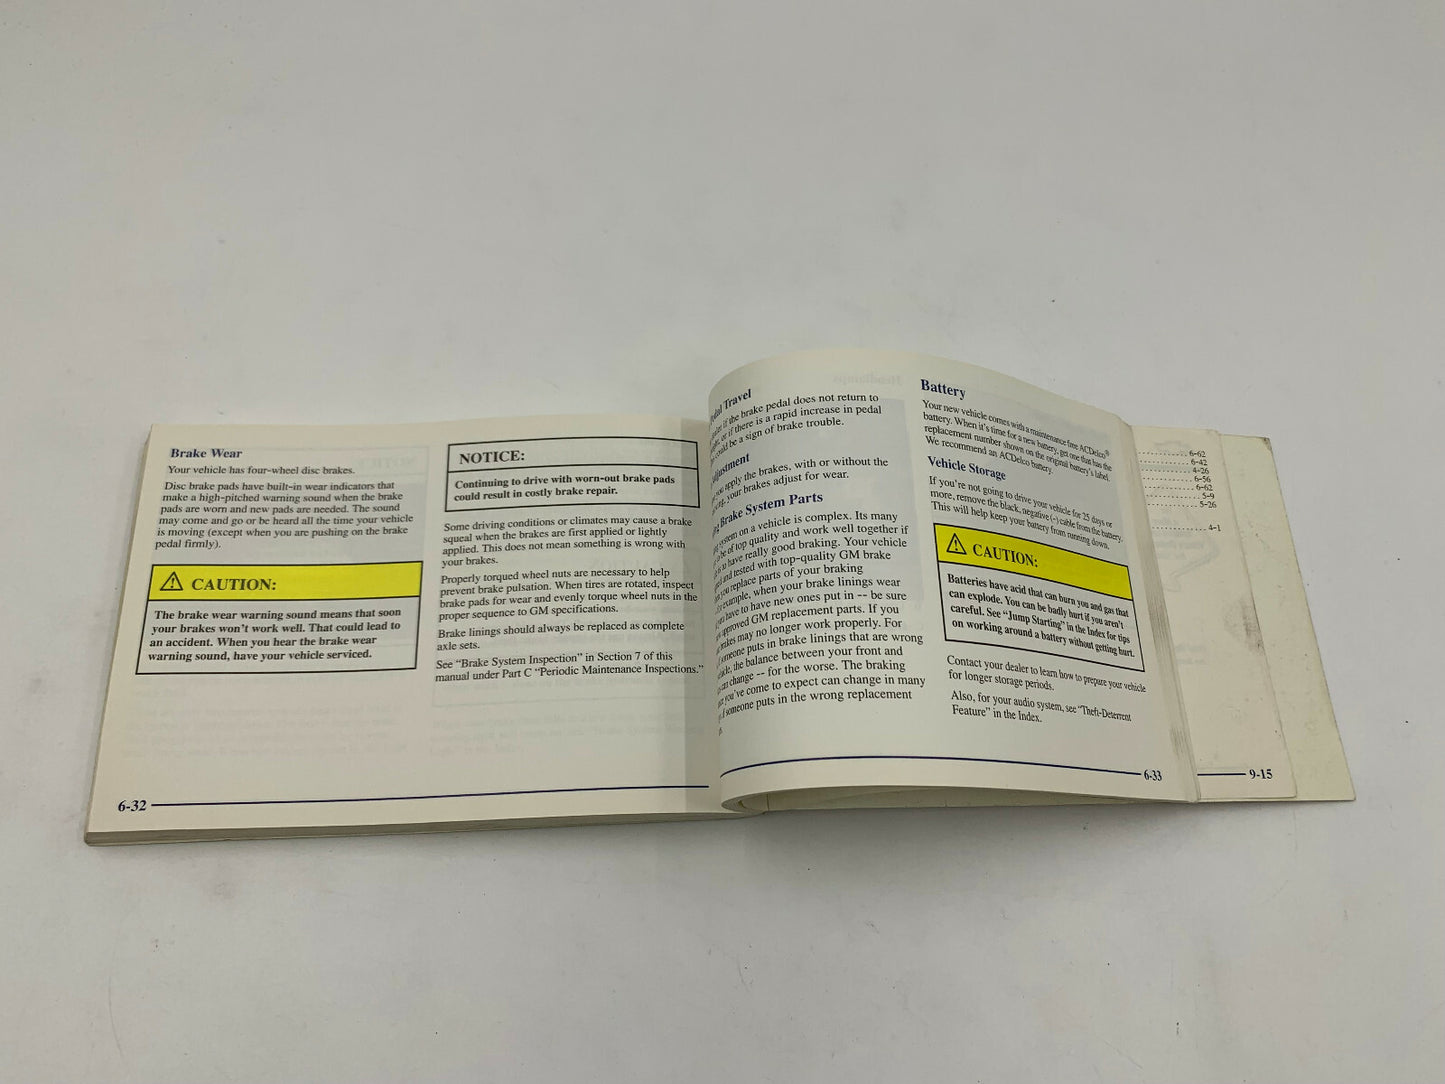 Brake Wear
Your vehicle has four-wheel disc brakes.
Disc brake pads have built-in wear indicators that
make a high-pitched warning sound when the brake
pads are worn and new pads are needed. The sound
may come and go or be heard all the time your vehicle
is moving (except when you are pushing on the brake
pedal firmly).
CAUTION:
The brake wear warning sound means that soon
your brakes won't work well. That could lead to
an accident. When you hear the brake wear
warning sound, have your vehicle serviced.
NOTICE:
Continuing to drive with worn-out brake pads
could result in costly brake repair.
Some driving conditions or climates may cause a brake
squeal when the brakes are first applied or lightly
applied. This does not mean something is wrong with
your brakes.
Properly torqued wheel nuts are necessary to help
prevent brake pulsation. When tires are rotated, inspect
brake pads for wear and evenly torque wheel nuts in the
proper sequence to GM specifications.
Brake linings should always be replaced as complete
axle sets.
See "Brake System Inspection" in Section 7 of this
manual under Part C "Periodic Maintenance Inspections."
6-32
Travel
if the brake pedal does not return to
or if there is a rapid increase in pedal
could be a sign of brake trouble.
you apply the brakes, with or without the
your brakes adjust for wear.
Brake System Parts
system on a vehicle is complex. Its many
be of top quality and work well together if
is to have really good braking. Your vehicle
and tested with top-quality GM brake
you replace parts of your braking
example, when your brake linings wear
have to have new ones put in -- be sure
approved GM replacement parts. If you
brakes may no longer work properly. For
someone puts in brake linings that are wrong
the balance between your front and
can change -- for the worse. The braking
you've come to expect can change in many
if someone puts in the wrong replacement
Battery
Your new vehicle comes with a maintenance free ACDelco®
battery. When it's time for a new battery, get one that has the
replacement number shown on the original battery's label.
We recommend an ACDelco battery.
Vehicle Storage
If you're not going to drive your vehicle for 25 days or
more, remove the black, negative (-) cable from the battery.
This will help keep your battery from running down.
CAUTION:
Batteries have acid that can burn you and gas that
can explode. You can be badly hurt if you aren't
careful. See "Jump Starting" in the Index for tips
on working around a battery without getting hurt.
Contact your dealer to learn how to prepare your vehicle
for longer storage periods.
Also, for your audio system, see "Theft-Deterrent
Feature" in the Index.
6-33
6-62
6-42
4-26
6-56
6-62
5-9
5-26
4-1
9-15